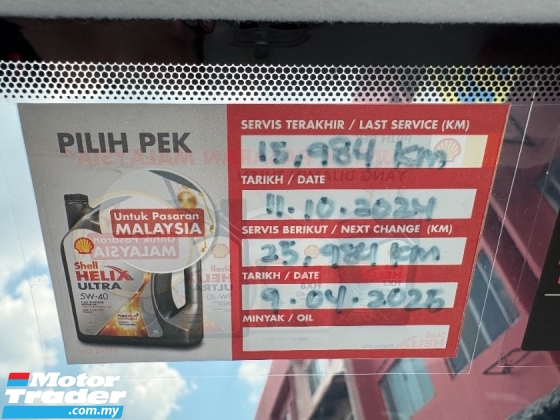 PILIH PEK
Untuk Pasaran
MALAYSIA
Shell
HELIX
ULTRA
5W-40
SERVIS TERAKHIR / LAST SERVICE (KM)
15,984 km
TARIKH / DATE
11.10.2024
SERVIS BERIKUT / NEXT CHANGE (KM)
25,984 km
TARIKH / DATE
9.04.2025
MINYAK / OIL
Motor
Trader
.com.my